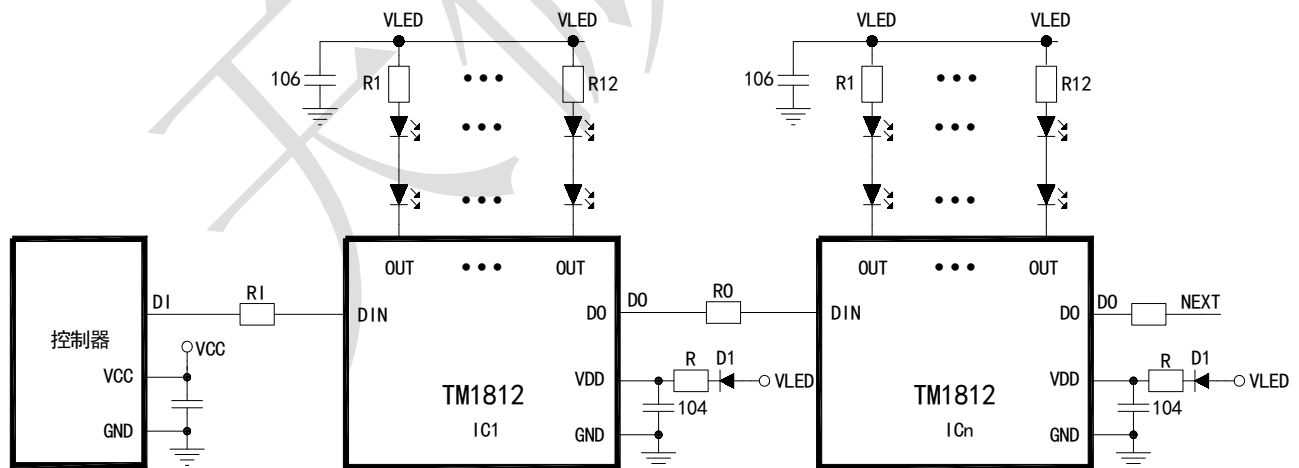 VLED VLED VLED VLED
106 R1 ••• R12 106 R1 ••• R12
••• •••
••• •••
OUT ••• OUT OUT ••• OUT
DI RI DIN DO DO RO DIN DO DO NEXT
控制器
VCC
VCC VDD R D1 VLED VDD R D1 VLED
TM1812 104 TM1812 104
GND IC1 GND ICn GND